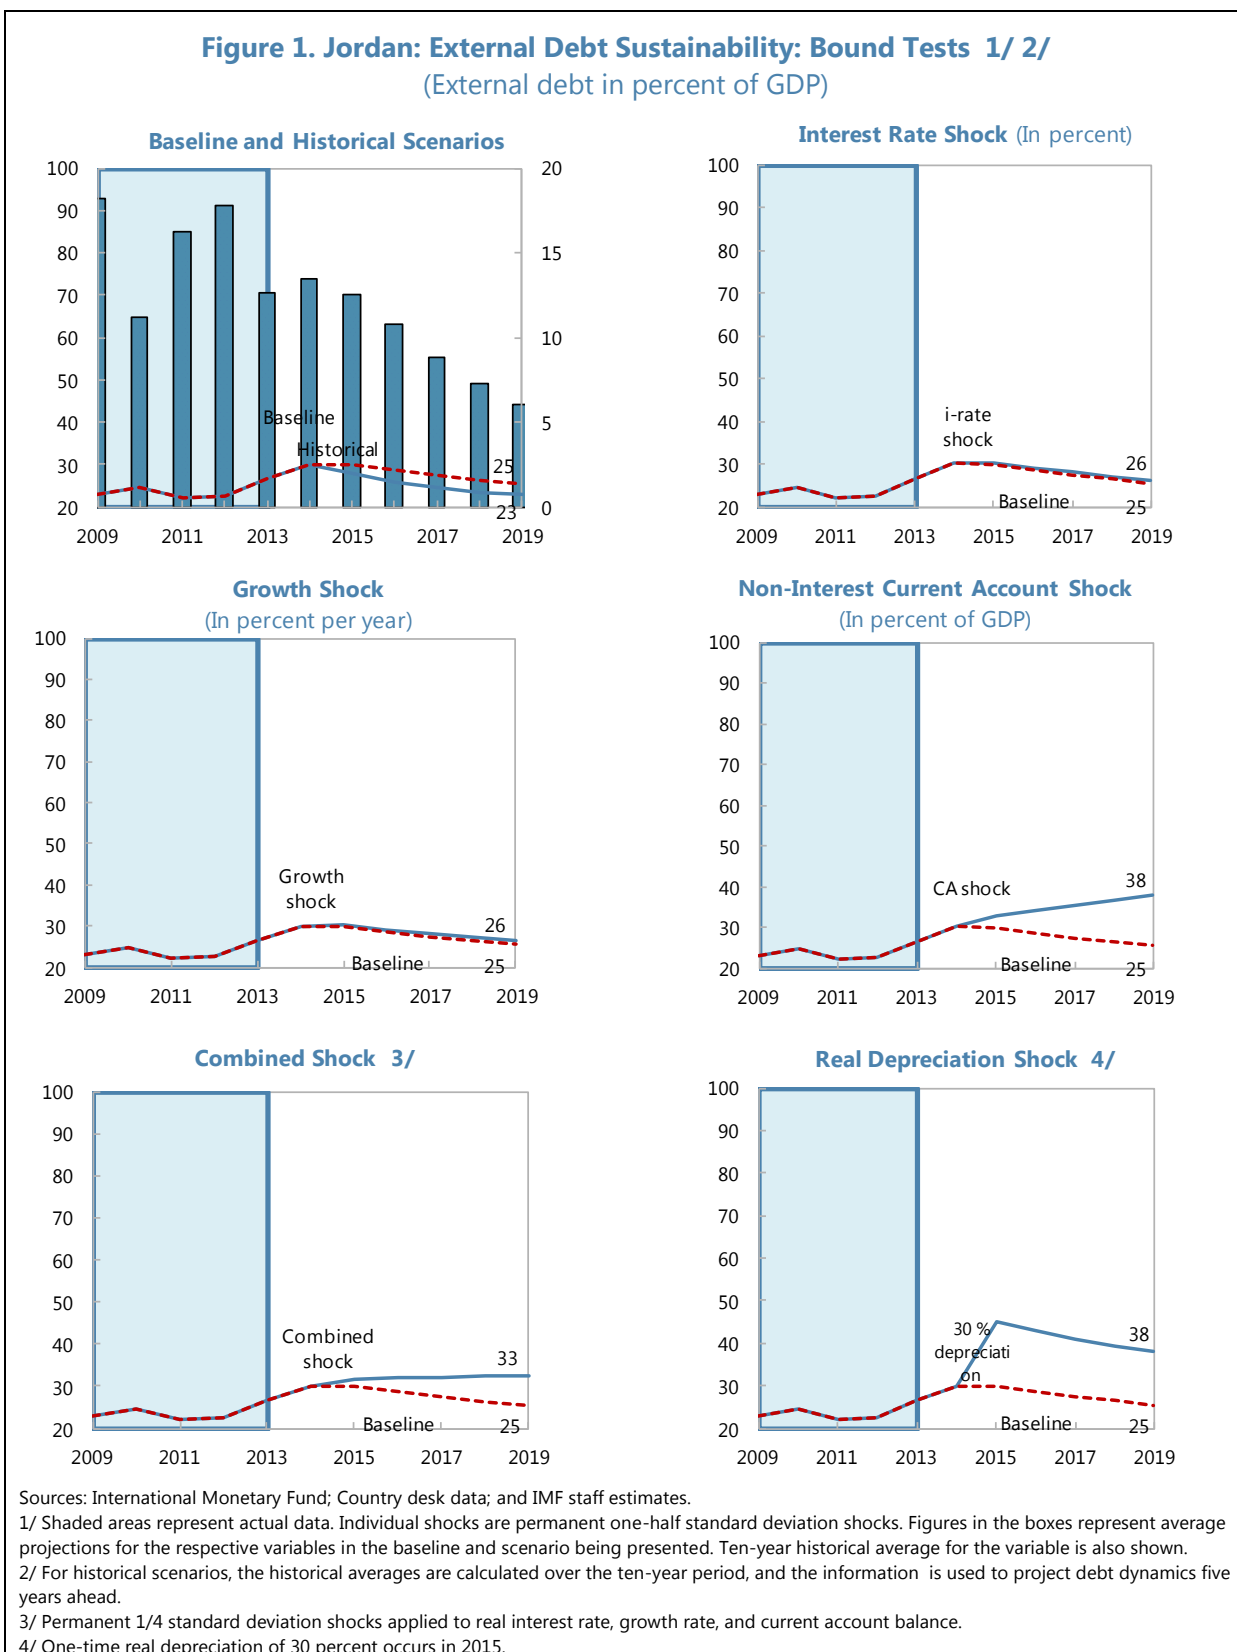 Figure 1. Jordan: External Debt Sustainability: Bound Tests 1/ 2/
(External debt in percent of GDP)
Baseline and Historical Scenarios
100
90
80
70
60
50
40
30
20
20
15
10
5
0
Baseline
Historical
25
23
2009 2011 2013 2015 2017 2019
Interest Rate Shock (In percent)
100
90
80
70
60
50
40
30
20
i-rate
shock
26
Baseline
25
2009 2011 2013 2015 2017 2019
Growth Shock
(In percent per year)
100
90
80
70
60
50
40
30
20
Growth
shock
26
Baseline
25
2009 2011 2013 2015 2017 2019
Non-Interest Current Account Shock
(In percent of GDP)
100
90
80
70
60
50
40
30
20
CA shock
38
Baseline
25
2009 2011 2013 2015 2017 2019
Combined Shock 3/
100
90
80
70
60
50
40
30
20
Combined
shock
33
Baseline
25
2009 2011 2013 2015 2017 2019
Real Depreciation Shock 4/
100
90
80
70
60
50
40
30
20
30 %
depreciati
on
38
Baseline
25
2009 2011 2013 2015 2017 2019
Sources: International Monetary Fund; Country desk data; and IMF staff estimates.
1/ Shaded areas represent actual data. Individual shocks are permanent one-half standard deviation shocks. Figures in the boxes represent average
projections for the respective variables in the baseline and scenario being presented. Ten-year historical average for the variable is also shown.
2/ For historical scenarios, the historical averages are calculated over the ten-year period, and the information is used to project debt dynamics five
years ahead.
3/ Permanent 1/4 standard deviation shocks applied to real interest rate, growth rate, and current account balance.
4/ One-time real depreciation of 30 percent occurs in 2015.